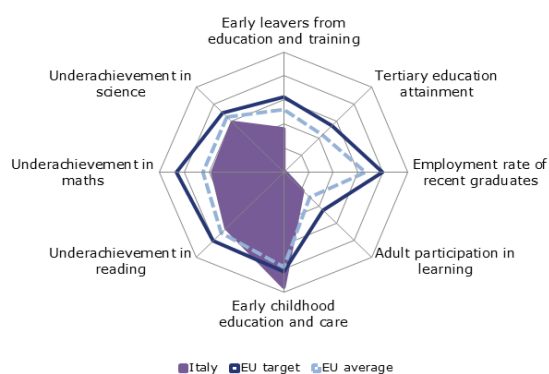 Early leavers from
education and training
Underachievement in
science
Tertiary education
attainment
Underachievement in
maths
Employment rate of
recent graduates
Underachievement in
reading
Adult participation in
learning
Early childhood
education and care
Italy EU target EU average